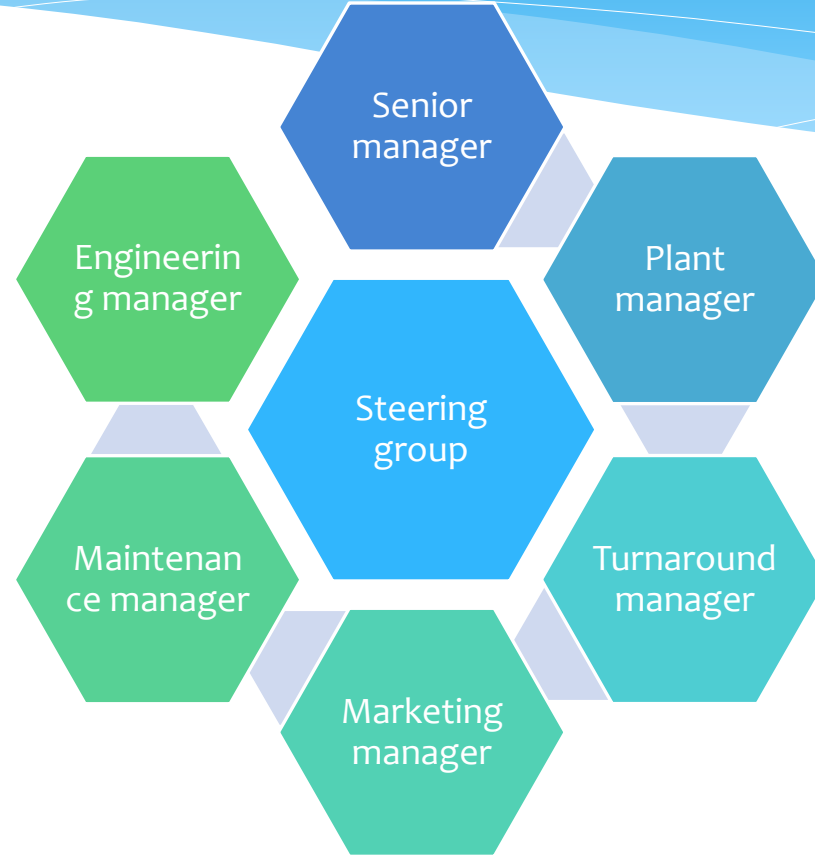 Senior
manager
Engineerin
g manager
Plant
manager
Steering
group
Maintenan
ce manager
Turnaround
manager
Marketing
manager